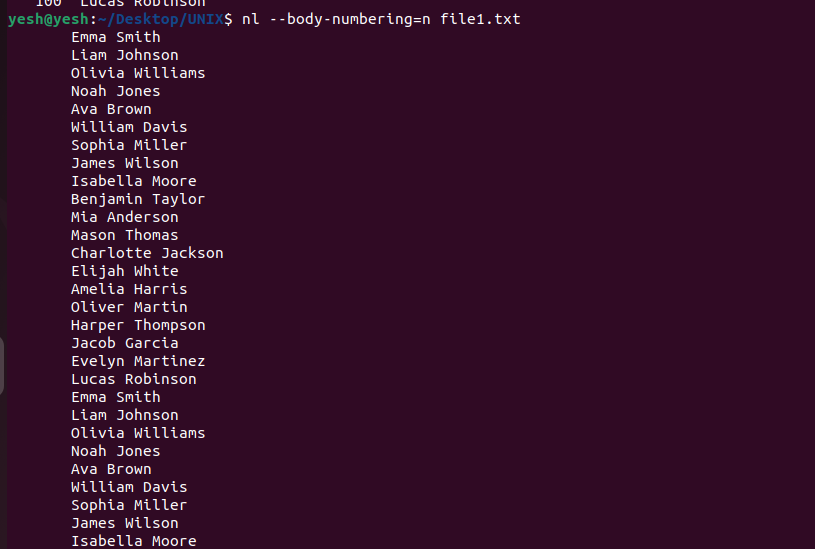 100  Lucas Robinson
yesh@yesh:~/Desktop/UNIX$ nl --body-numbering=n file1.txt
Emma Smith
Liam Johnson
Olivia Williams
Noah Jones
Ava Brown
William Davis
Sophia Miller
James Wilson
Isabella Moore
Benjamin Taylor
Mia Anderson
Mason Thomas
Charlotte Jackson
Elijah White
Amelia Harris
Oliver Martin
Harper Thompson
Jacob Garcia
Evelyn Martinez
Lucas Robinson
Emma Smith
Liam Johnson
Olivia Williams
Noah Jones
Ava Brown
William Davis
Sophia Miller
James Wilson
Isabella Moore